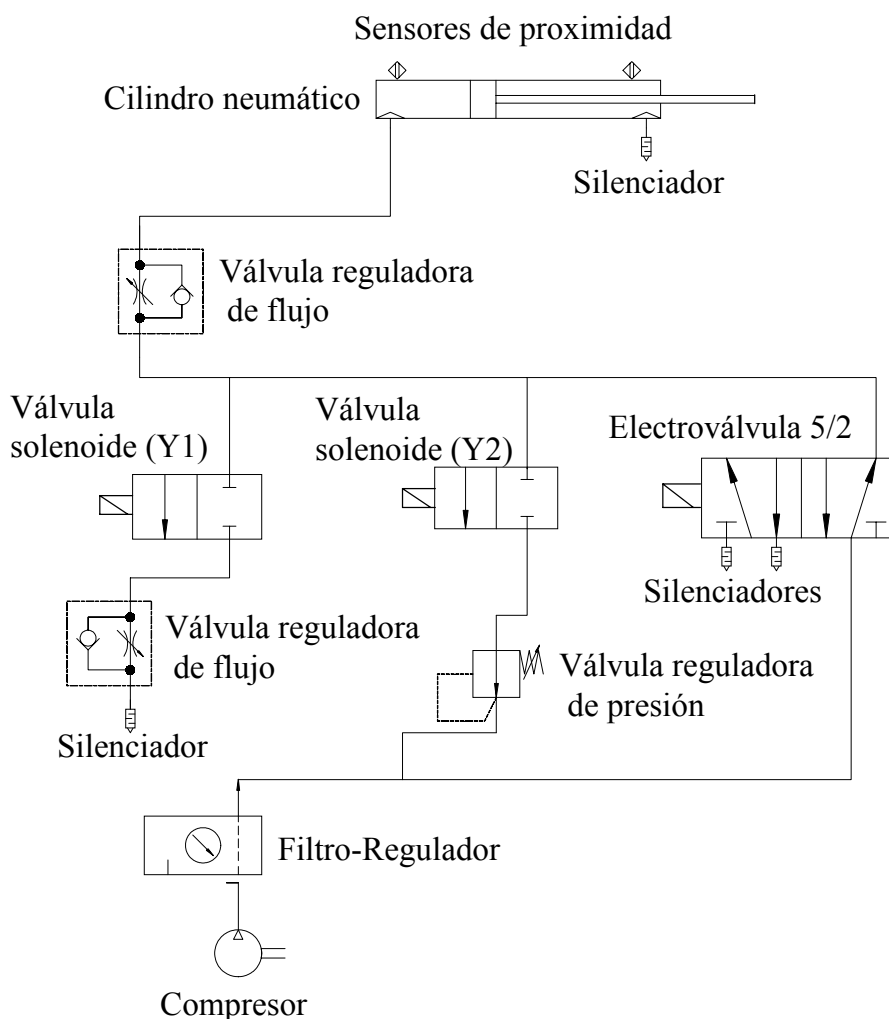 Sensores de proximidad
Cilindro neumático
Silenciador
Válvula reguladora
de flujo
Válvula
solenoide (Y1)
Válvula
solenoide (Y2)
Electroválvula 5/2
Silenciadores
Válvula reguladora
de flujo
Válvula reguladora
de presión
Silenciador
Filtro-Regulador
Compresor